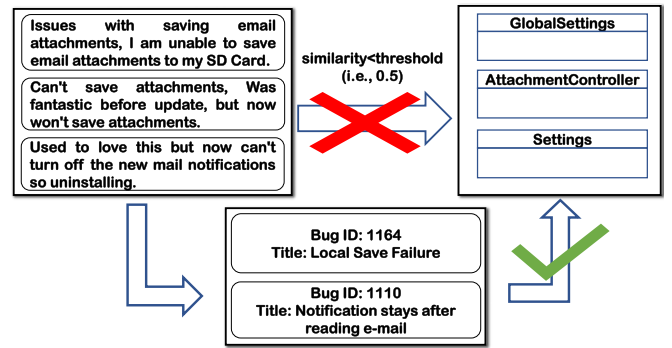 Issues with saving email
attachments, I am unable to save
email attachments to my SD Card.
Can't save attachments, Was
fantastic before update, but now
won't save attachments.
Used to love this but now can't
turn off the new mail notifications
so uninstalling.
similarity<threshold
(i.e., 0.5)
GlobalSettings
AttachmentController
Settings
Bug ID: 1164
Title: Local Save Failure
Bug ID: 1110
Title: Notification stays after
reading e-mail